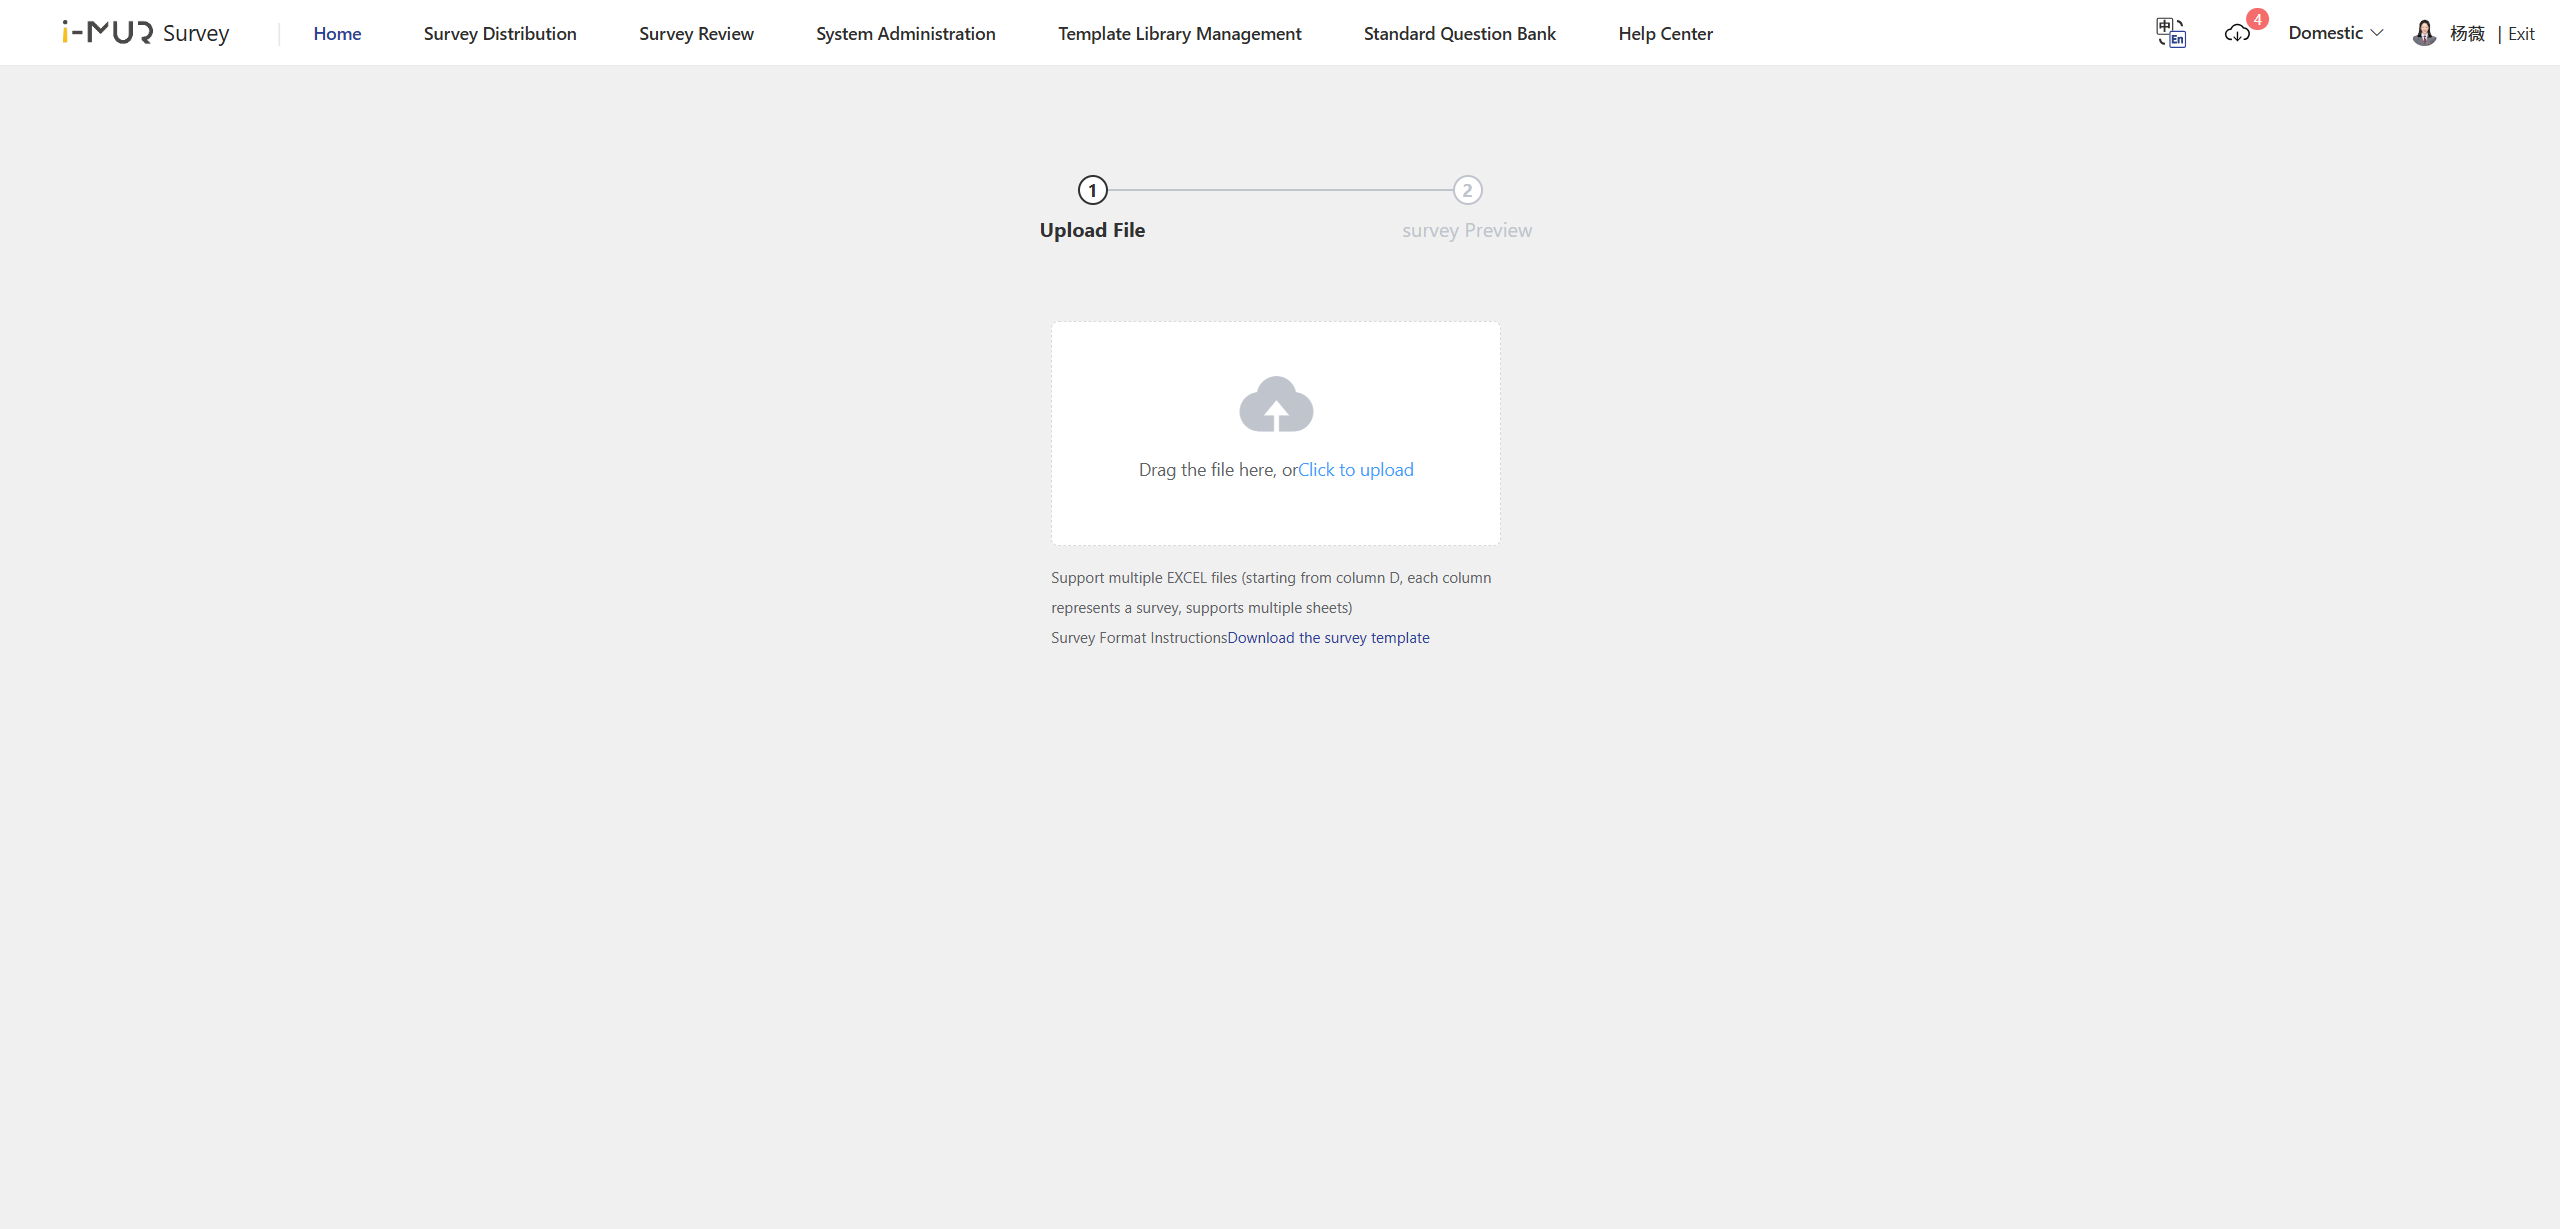 i-MUR Survey
Home
Survey Distribution
Survey Review
System Administration
Template Library Management
Standard Question Bank
Help Center
中
En
4
Domestic
杨薇 | Exit
1
2
Upload File
survey Preview
Drag the file here, orClick to upload
Support multiple EXCEL files (starting from column D, each column
represents a survey, supports multiple sheets)
Survey Format InstructionsDownload the survey template